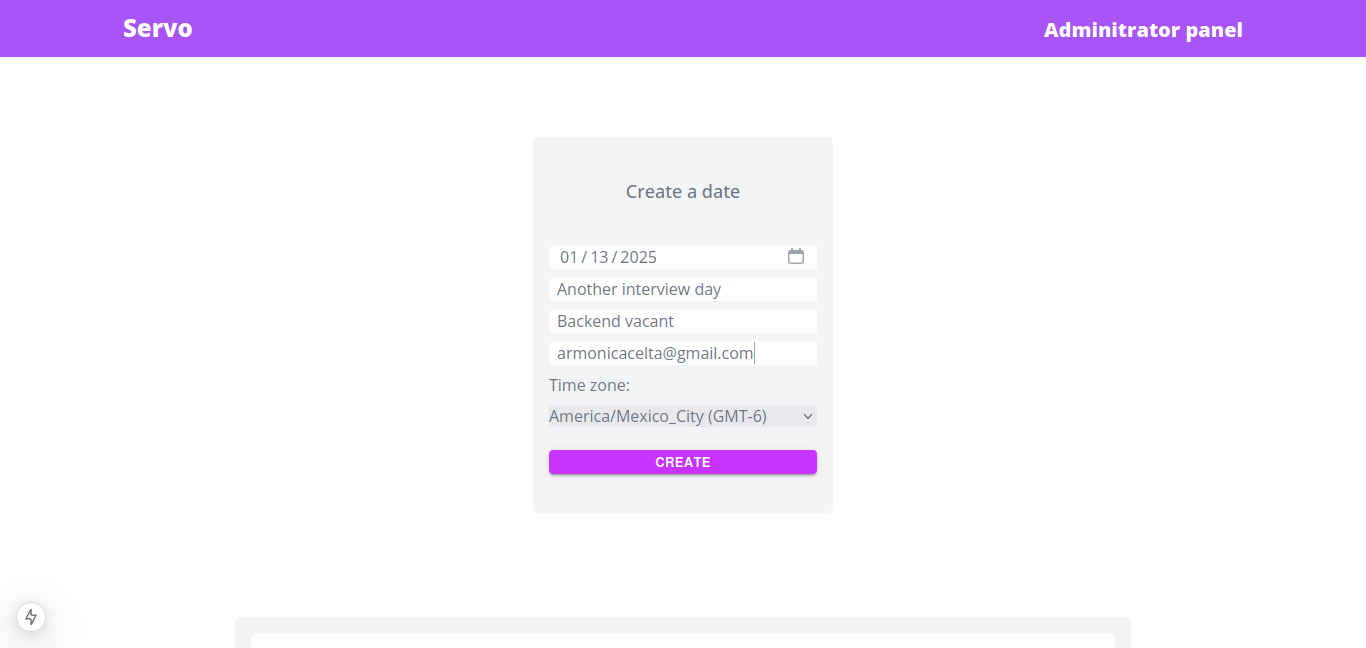 Servo
Adminitrator panel
Create a date
01 / 13 / 2025
Another interview day
Backend vacant
armonicacelta@gmail.com
Time zone:
America/Mexico_City (GMT-6)
CREATE